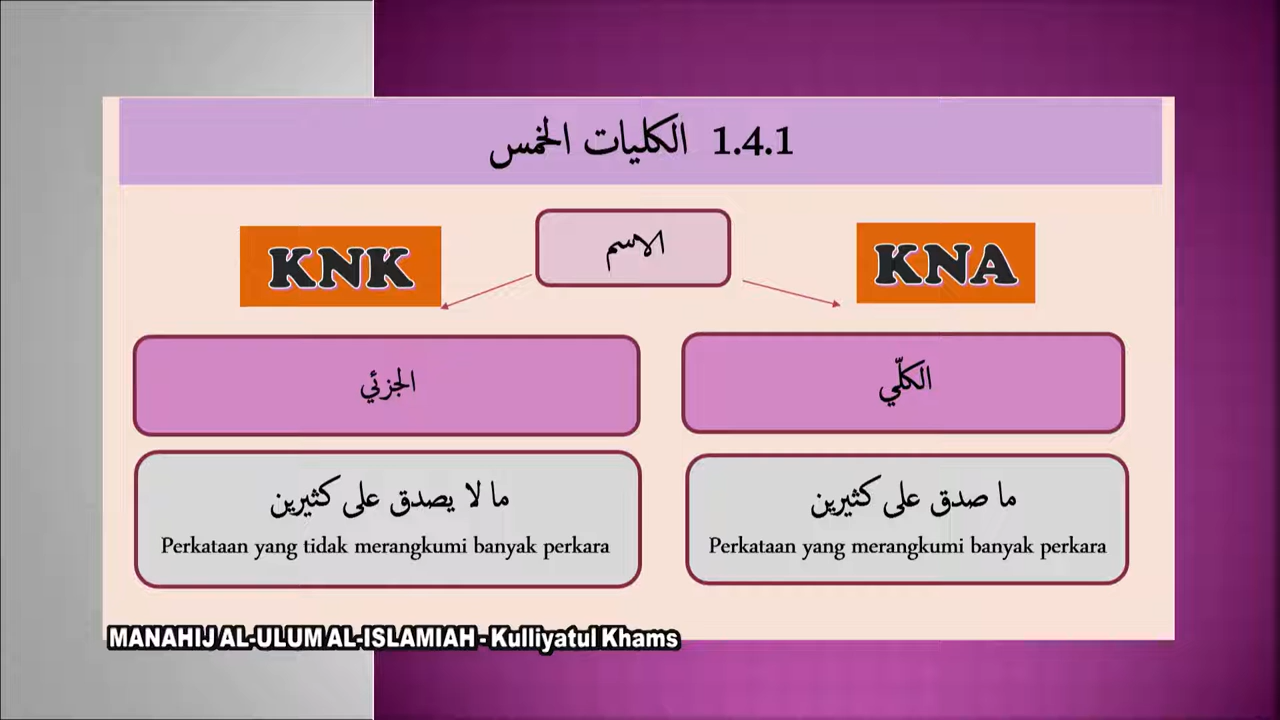 1.4.1 الكليات الخمس
الاسم
KNA
KNK
الكلّي
الجزئي
ما صدق على كثيرين
Perkataan yang merangkumi banyak perkara
ما لا يصدق على كثيرين
Perkataan yang tidak merangkumi banyak perkara
MANAHIJ AL-ULUM AL-ISLAMIAH - Kulliyatul Khams